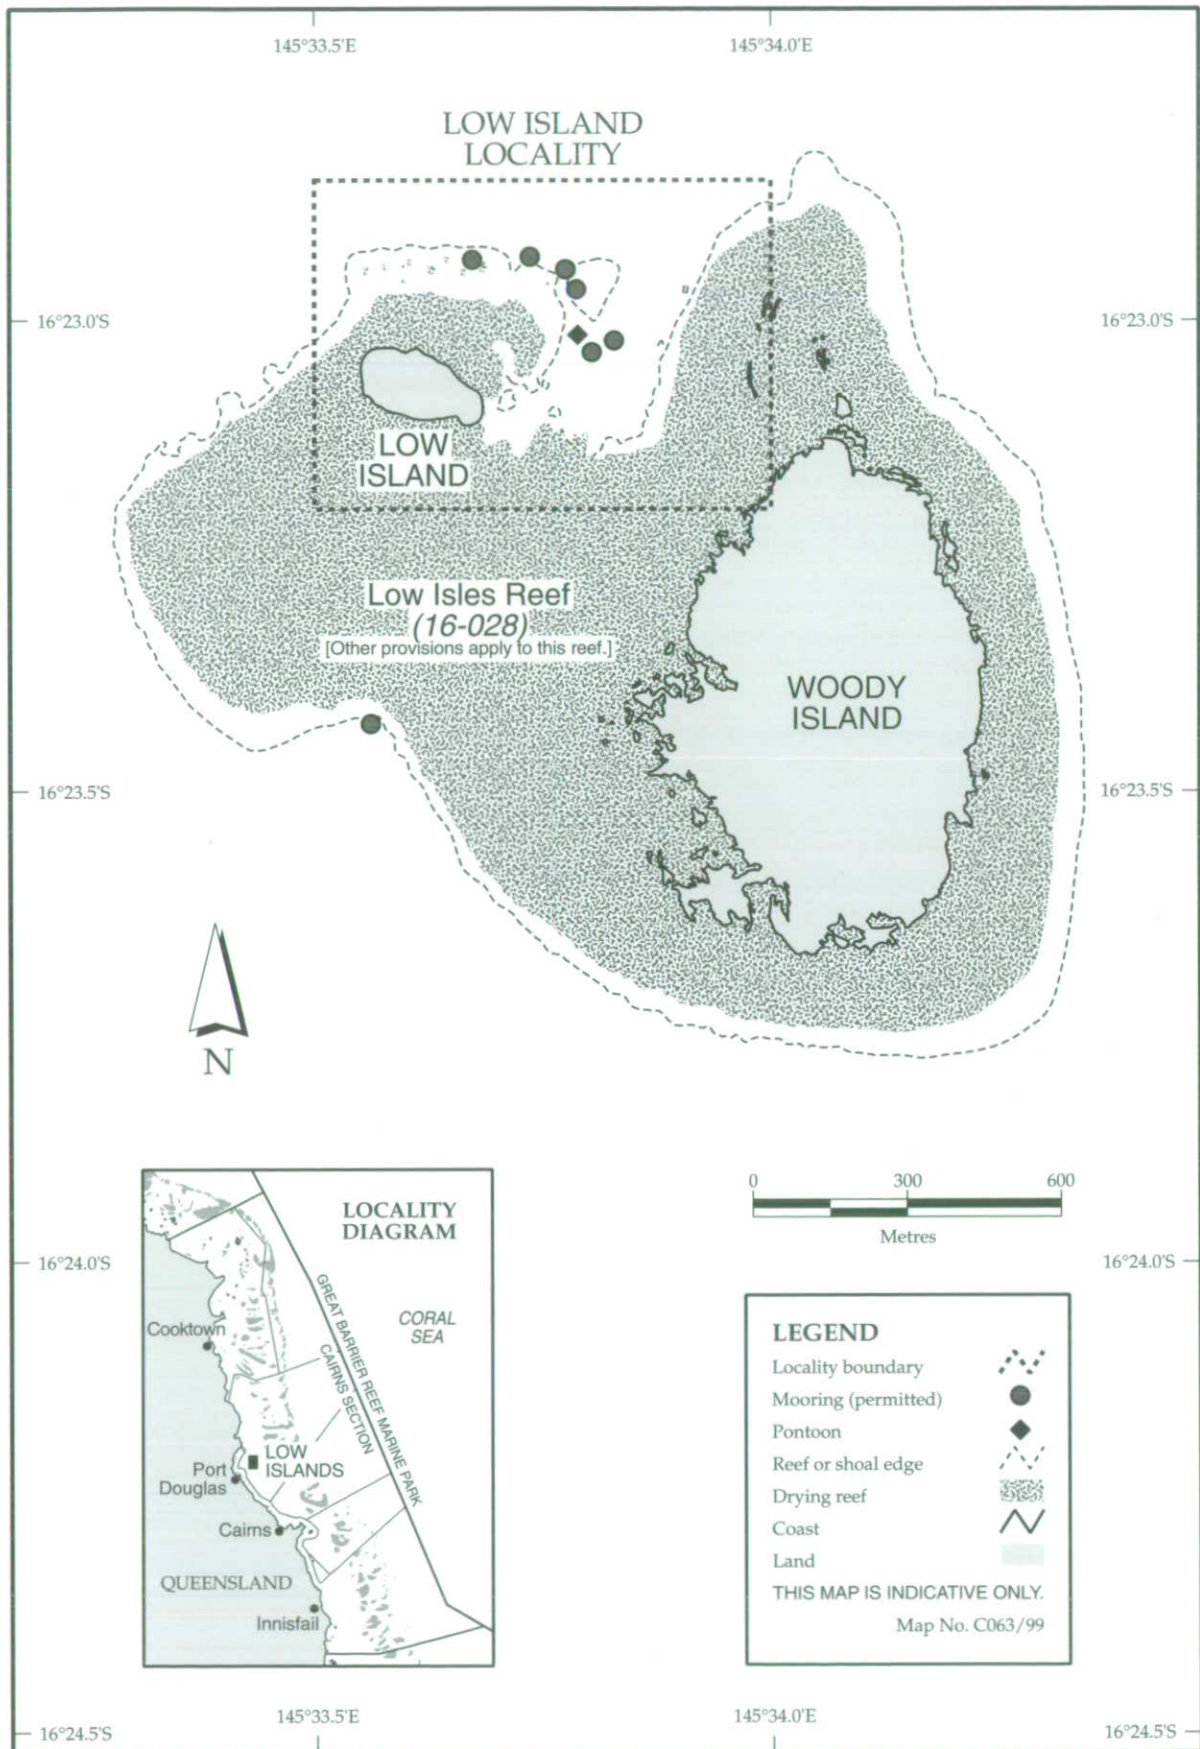 145°33.5'E
145°34.0'E
LOW ISLAND
LOCALITY
16°23.0'S
16°23.0'S
LOW
ISLAND
Low Isles Reef
(16-028)
[Other provisions apply to this reef.]
WOODY
ISLAND
16°23.5'S
16°23.5'S
N
0
300
600
Metres
16°24.0'S
16°24.0'S
LOCALITY
DIAGRAM
GREAT BARRIER REEF MARINE PARK
CAIRNS SECTION
CORAL
SEA
Cooktown
LOW
ISLANDS
Port
Douglas
Cairns
QUEENSLAND
Innisfail
LEGEND
Locality boundary
Mooring (permitted)
Pontoon
Reef or shoal edge
Drying reef
Coast
Land
THIS MAP IS INDICATIVE ONLY.
Map No. C063/99
145°33.5'E
145°34.0'E
16°24.5'S
16°24.5'S